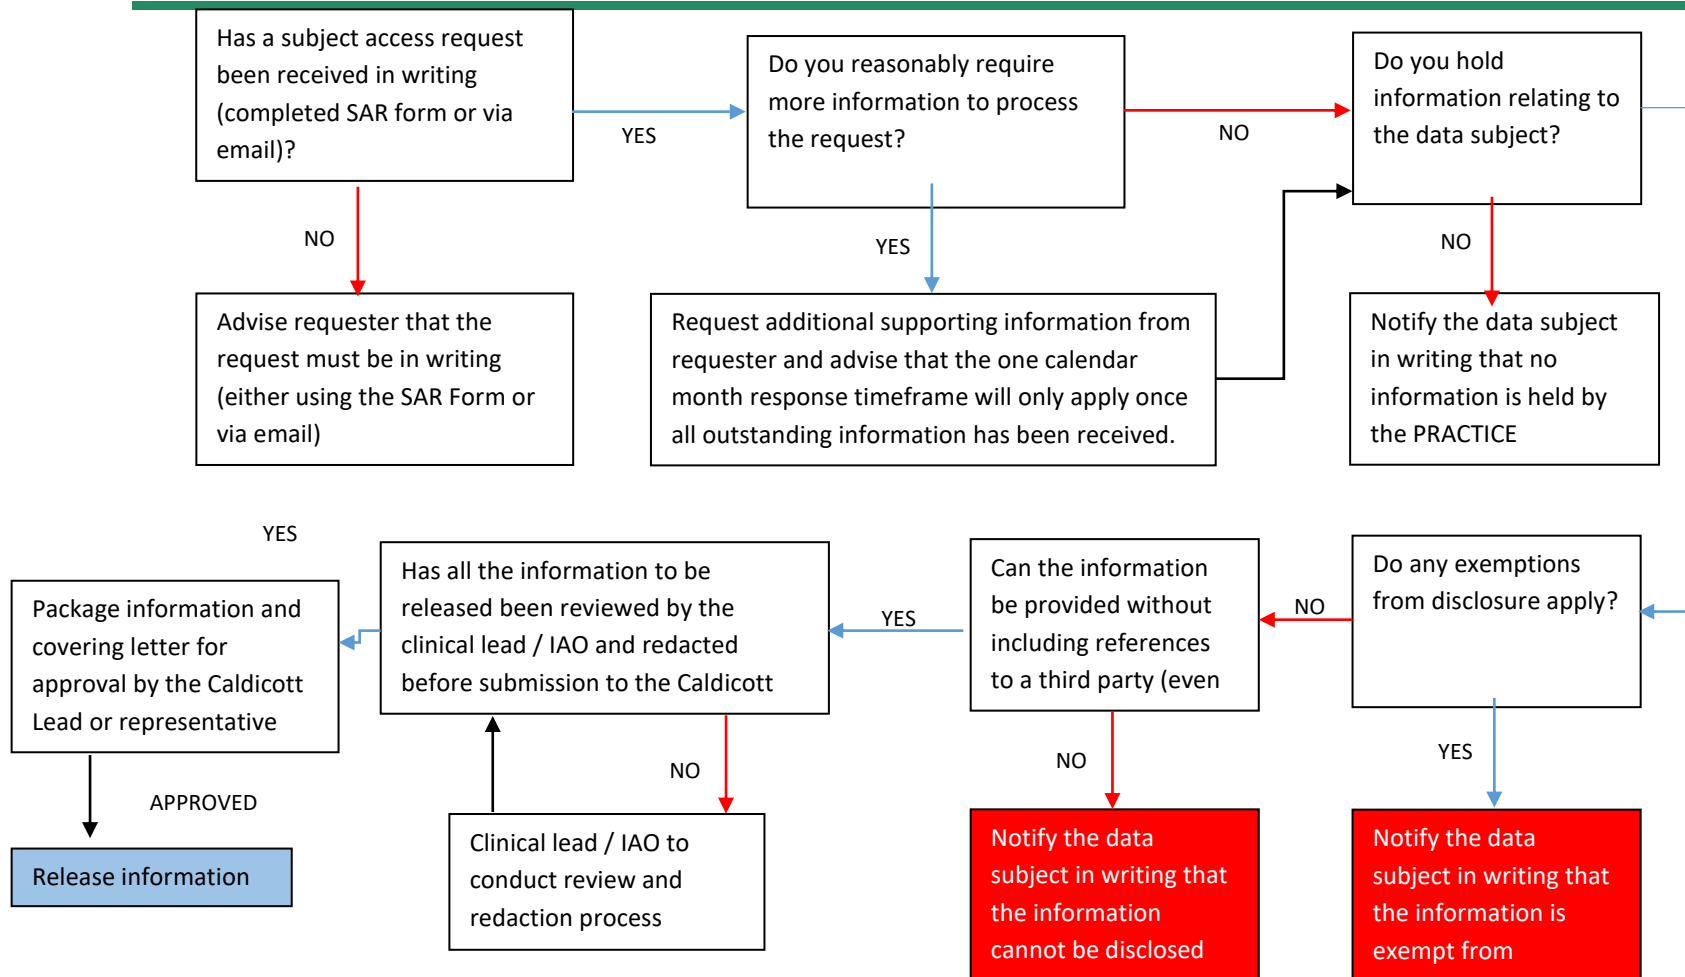 Has a subject access request
been received in writing
(completed SAR form or via
email)?
YES
Do you reasonably require
more information to process
the request?
NO
Do you hold
information relating to
the data subject?
NO
YES
NO
Advise requester that the
request must be in writing
(either using the SAR Form or
via email)
Request additional supporting information from
requester and advise that the one calendar
month response timeframe will only apply once
all outstanding information has been received.
Notify the data subject
in writing that no
information is held by
the PRACTICE
YES
Package information and
covering letter for
approval by the Caldicott
Lead or representative
Has all the information to be
released been reviewed by the
clinical lead / IAO and redacted
before submission to the Caldicott
YES
Can the information
be provided without
including references
to a third party (even
NO
Do any exemptions
from disclosure apply?
APPROVED
NO
NO
YES
Release information
Clinical lead / IAO to
conduct review and
redaction process
Notify the data
subject in writing that
the information
cannot be disclosed
Notify the data
subject in writing that
the information is
exempt from